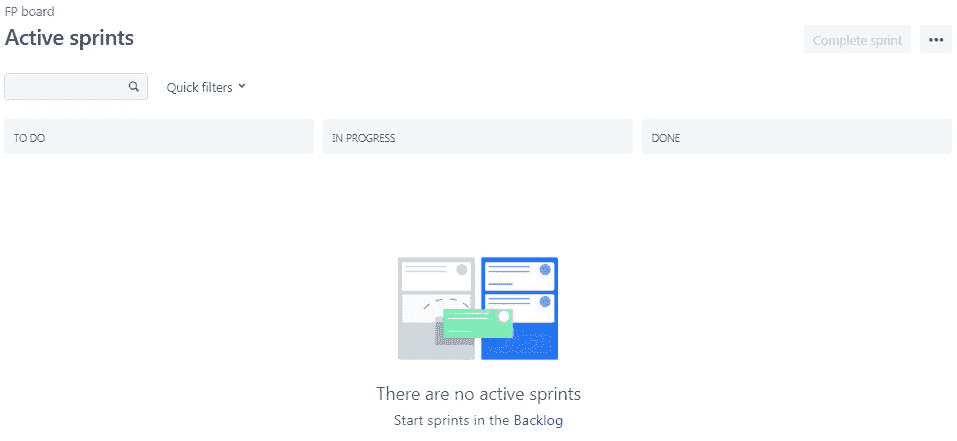 FP board
Active sprints
Complete sprint
Quick filters
TO DO
IN PROGRESS
DONE
There are no active sprints
Start sprints in the Backlog